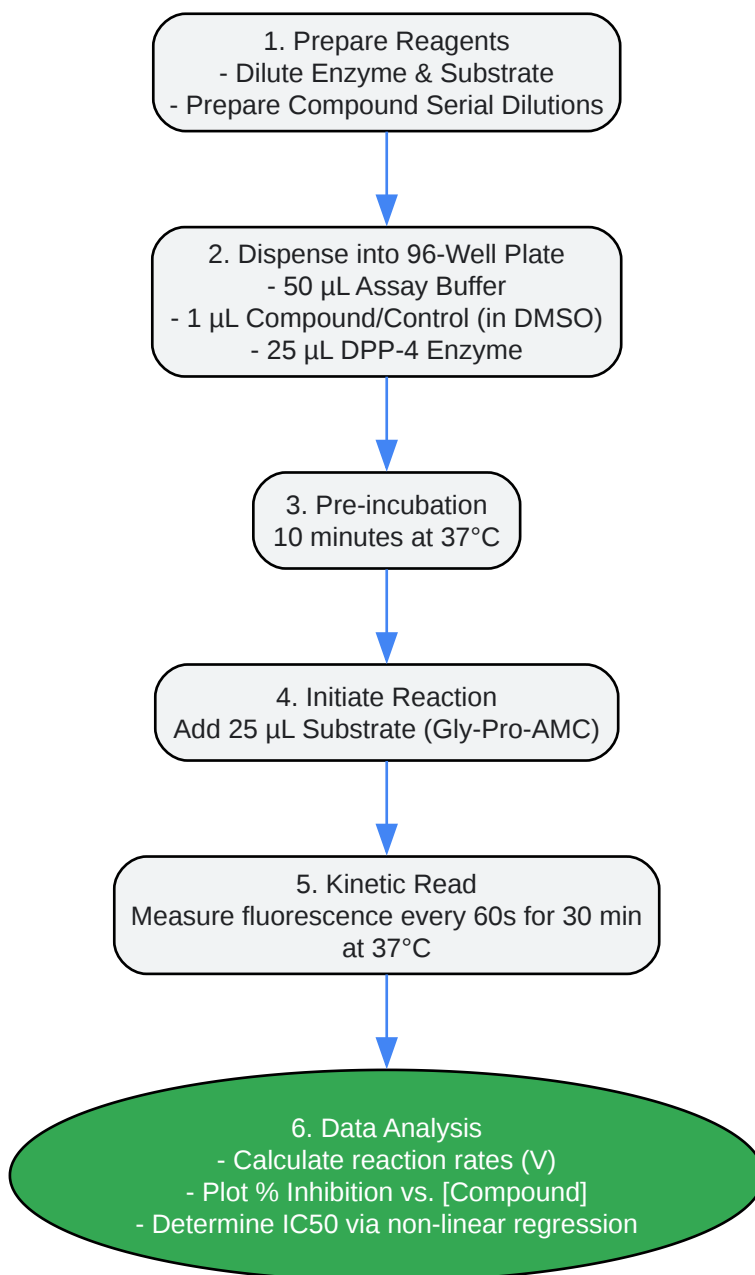 1. Prepare Reagents
- Dilute Enzyme & Substrate
- Prepare Compound Serial Dilutions
2. Dispense into 96-Well Plate
- 50 µL Assay Buffer
- 1 µL Compound/Control (in DMSO)
- 25 µL DPP-4 Enzyme
3. Pre-incubation
10 minutes at 37°C
4. Initiate Reaction
Add 25 µL Substrate (Gly-Pro-AMC)
5. Kinetic Read
Measure fluorescence every 60s for 30 min
at 37°C
6. Data Analysis
- Calculate reaction rates (V)
- Plot % Inhibition vs. [Compound]
- Determine IC50 via non-linear regression